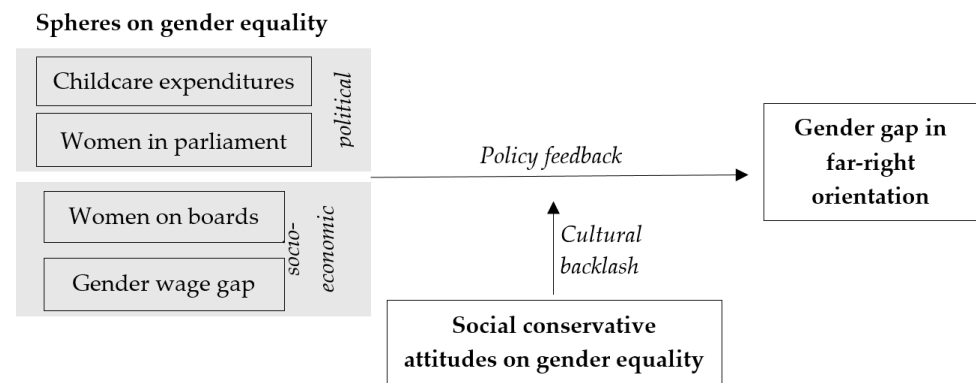 Spheres on gender equality
Childcare expenditures
Women in parliament
political
Women on boards
Gender wage gap
socio-
economic
Policy feedback
Cultural
backlash
Social conservative
attitudes on gender equality
Gender gap in
far-right
orientation